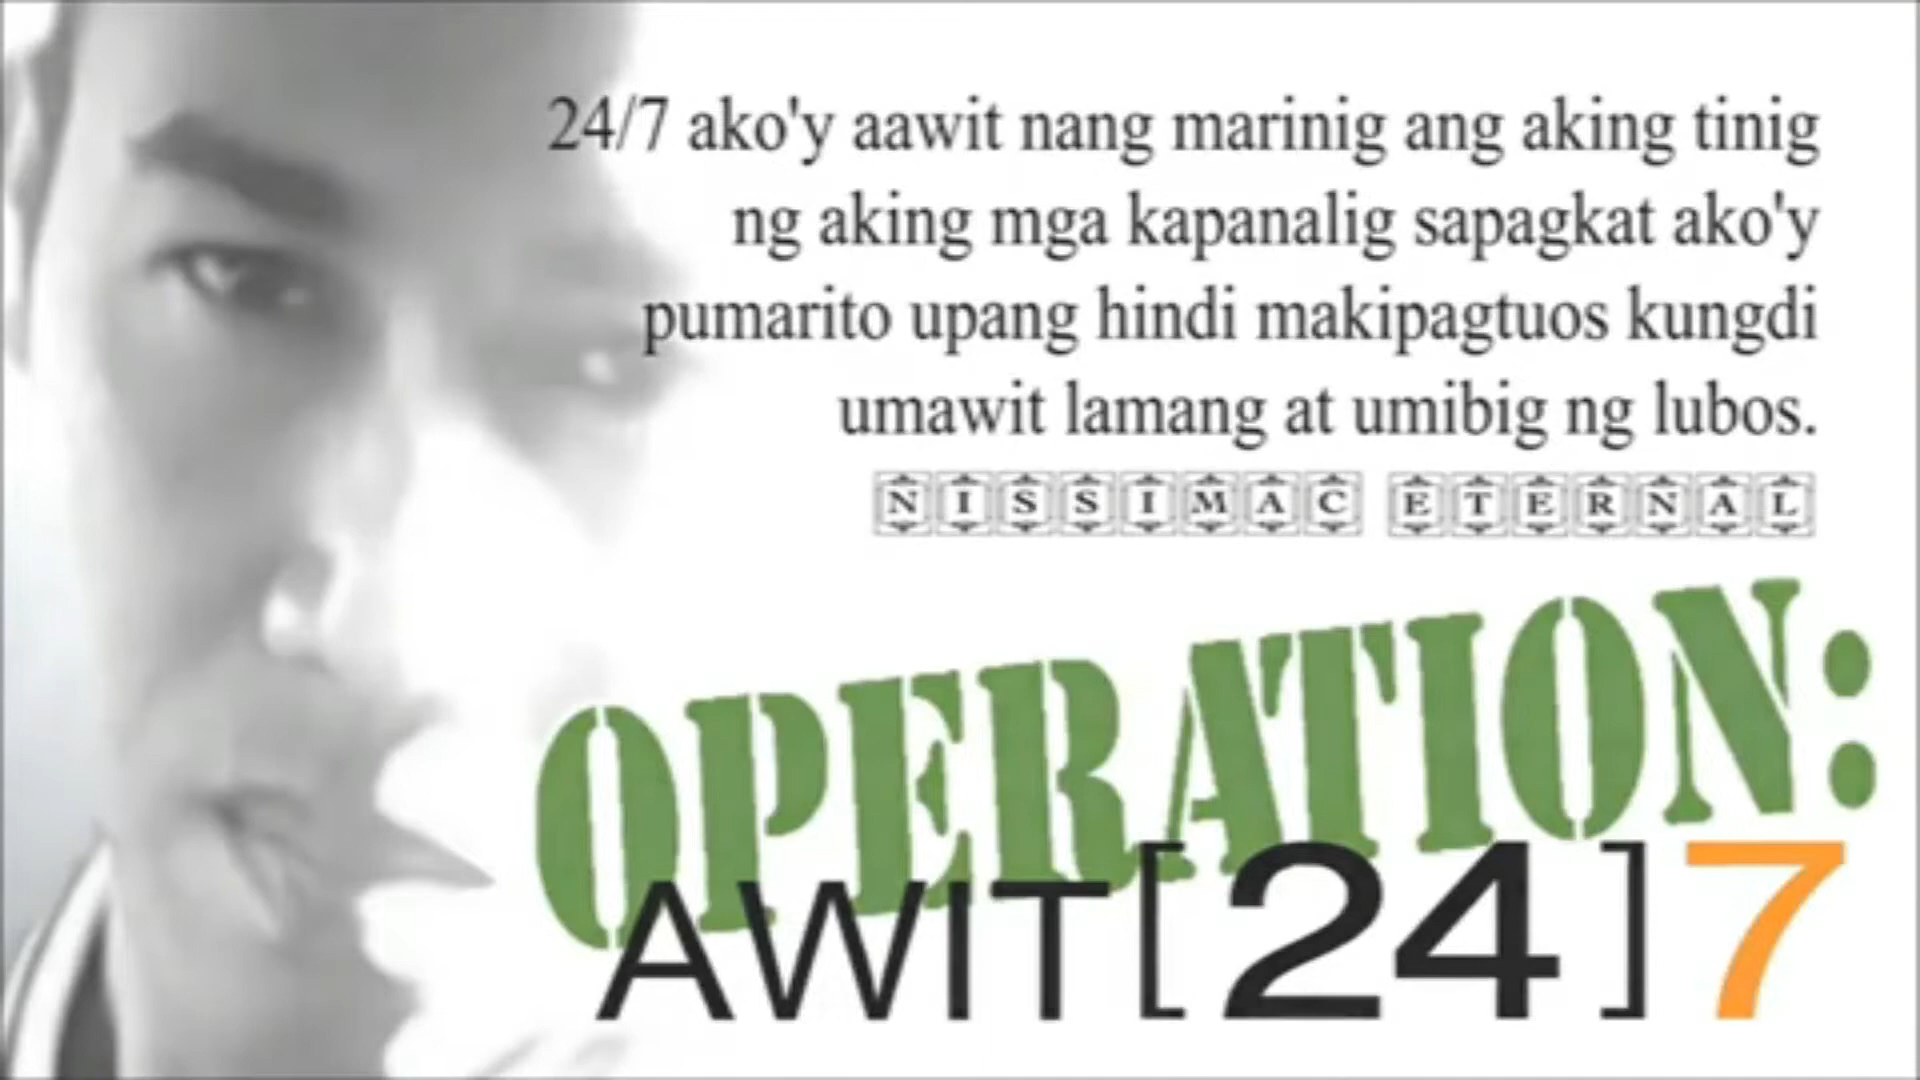 24/7 ako'y aawit nang marinig ang aking tinig
ng aking mga kapanalig sapagkat ako'y
pumarito upang hindi makipagtuos kungdi
umawit lamang at umibig ng lubos.
NISSIMAC ETERNAL
OPERATION:
AWIT[24]7